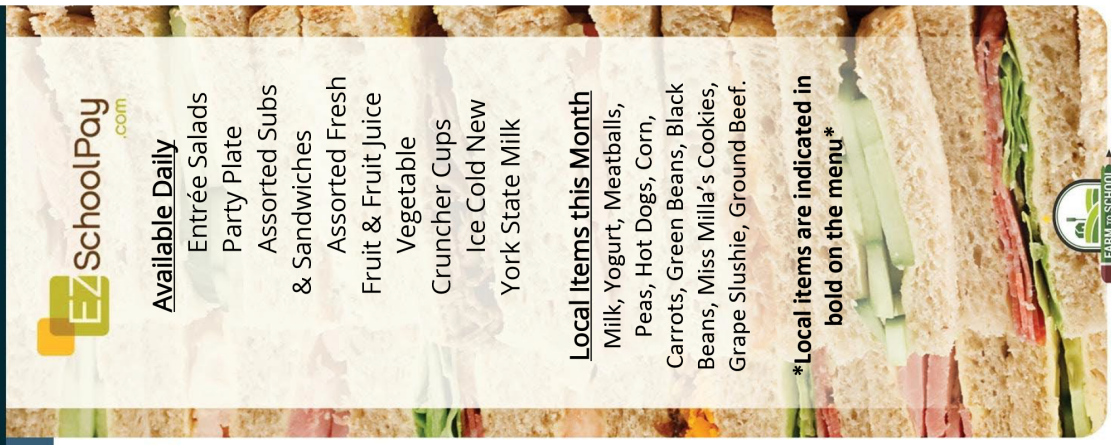 EZSchoolPay
.com
Available Daily
Entrée Salads
Party Plate
Assorted Subs
& Sandwiches
Assorted Fresh
Fruit & Fruit Juice
Vegetable
Cruncher Cups
Ice Cold New
York State Milk
Local Items this Month
Milk, Yogurt, Meatballs,
Peas, Hot Dogs, Corn,
Carrots, Green Beans, Black
Beans, Miss Milla's Cookies,
Grape Slushie, Ground Beef.
*Local items are indicated in
bold on the menu*
FARM to SCHOOL